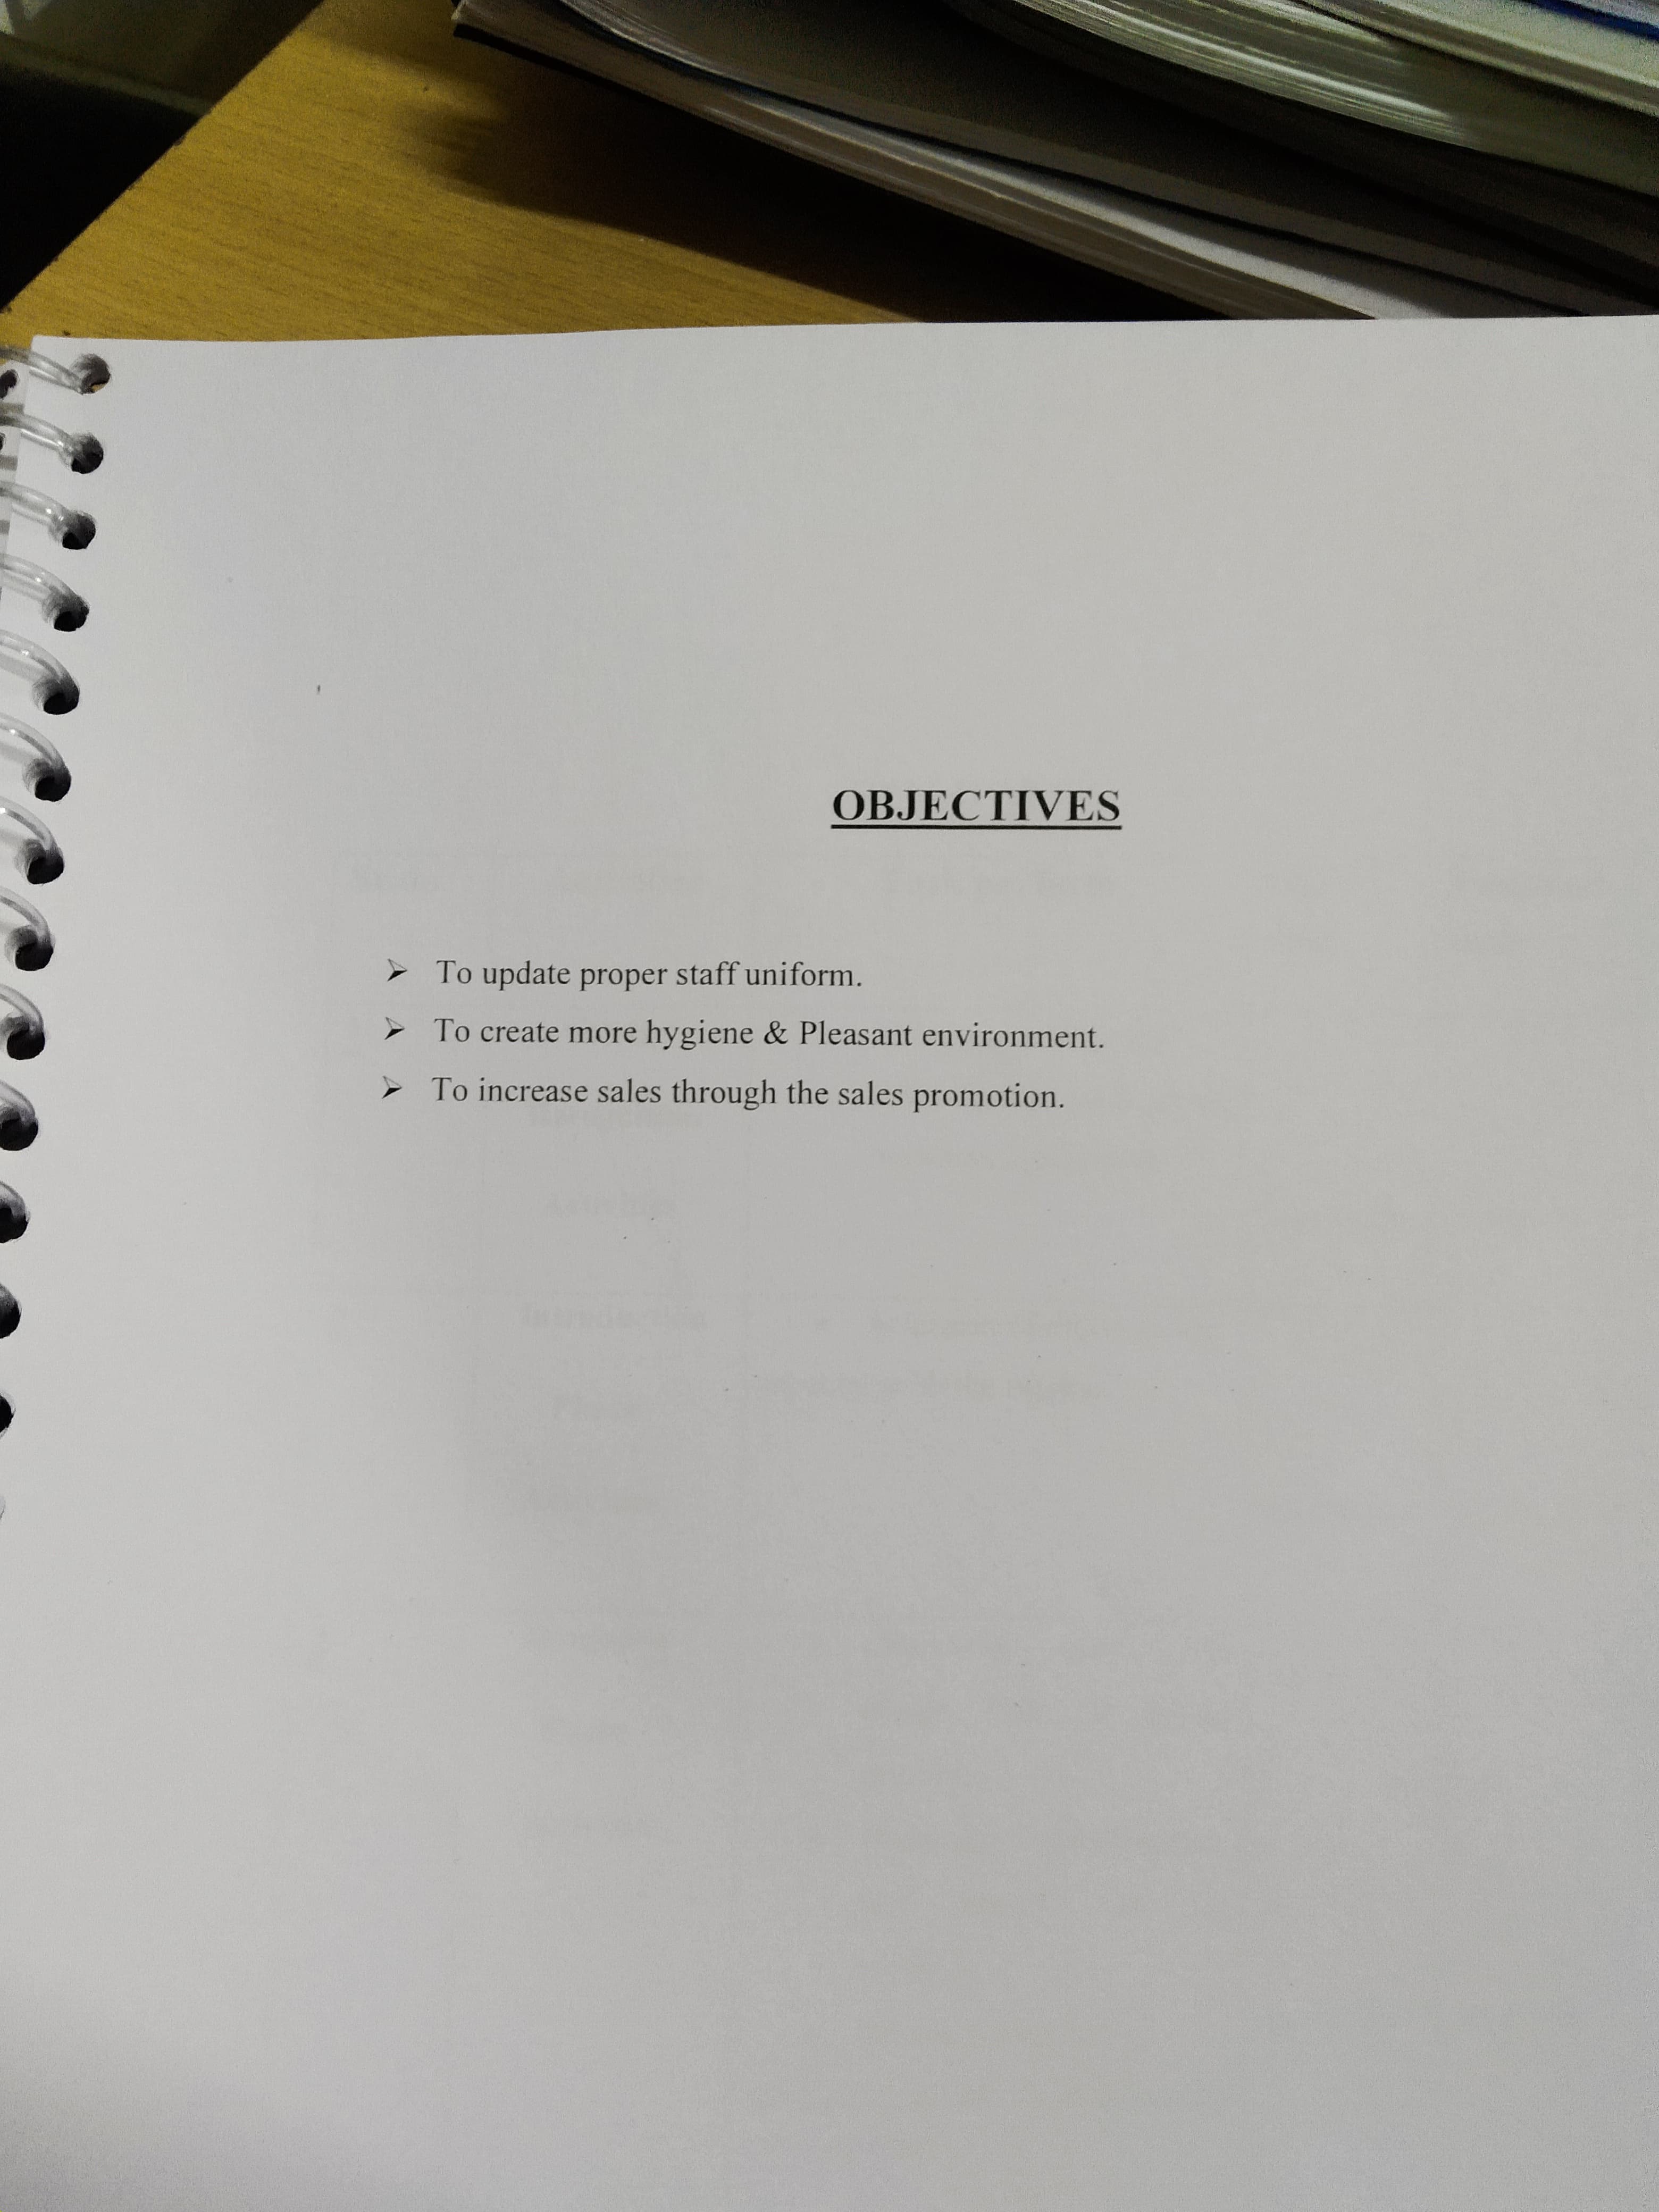 OBJECTIVES
➢ To update proper staff uniform.
➢ To create more hygiene & Pleasant environment.
➢ To increase sales through the sales promotion.